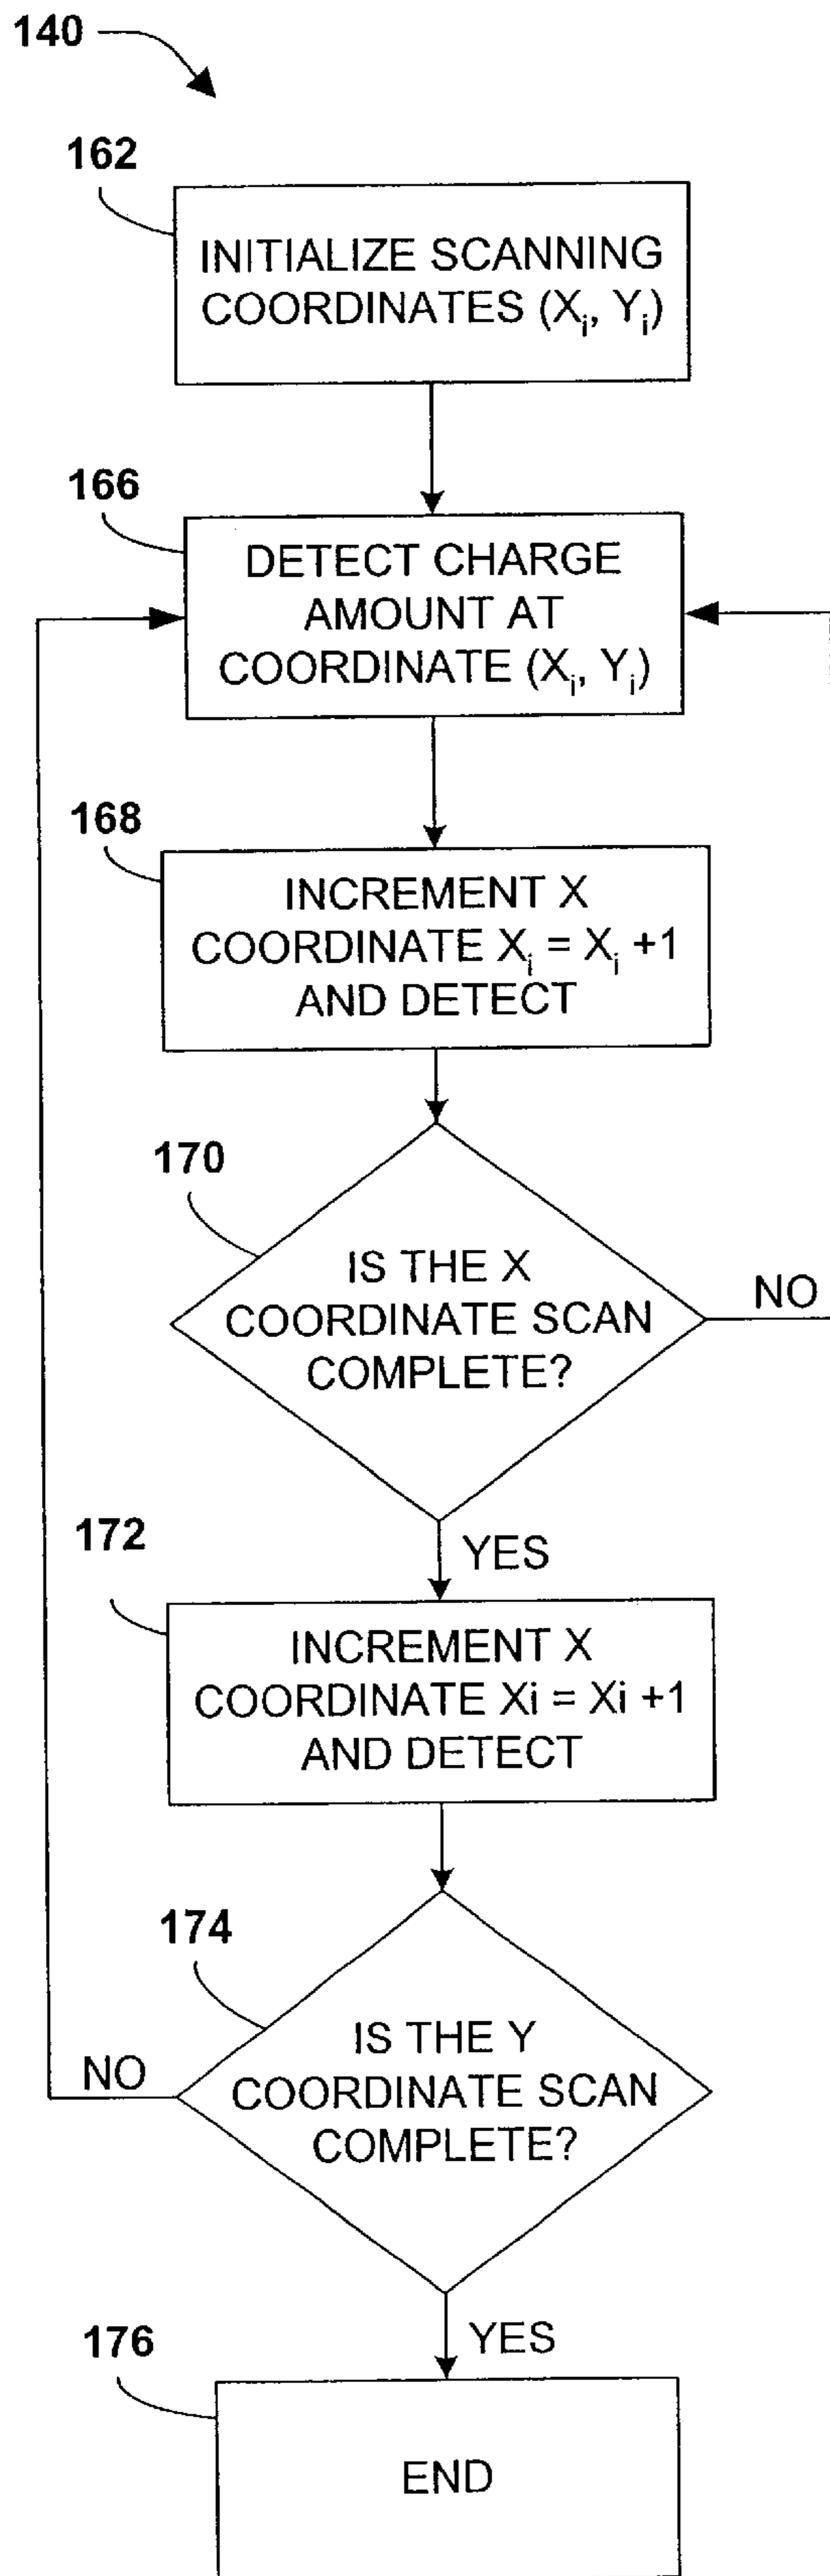 140
162
INITIALIZE SCANNING
COORDINATES (Xi, Yi)
166
DETECT CHARGE
AMOUNT AT
COORDINATE (Xi, Yi)
168
INCREMENT X
COORDINATE Xi = Xi +1
AND DETECT
170
IS THE X
COORDINATE SCAN
COMPLETE?
NO
YES
172
INCREMENT X
COORDINATE Xi = Xi +1
AND DETECT
174
IS THE Y
COORDINATE SCAN
COMPLETE?
NO
YES
176
END